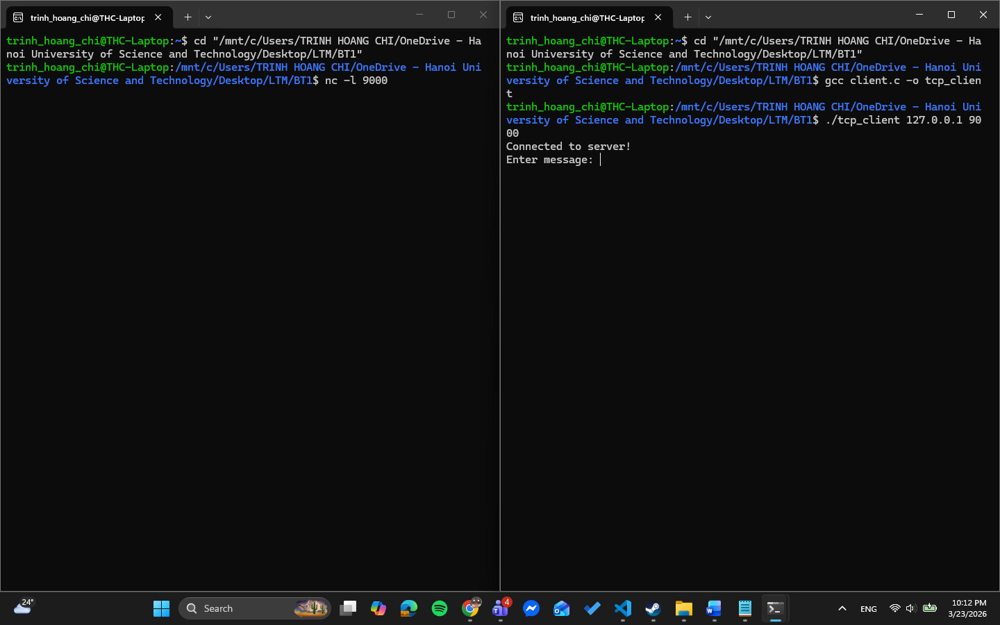 trinh_hoang_chi@THC-Laptop
trinh_hoang_chi@THC-Laptop:~$ cd "/mnt/c/Users/TRINH HOANG CHI/OneDrive - Ha
noi University of Science and Technology/Desktop/LTM/BT1"
trinh_hoang_chi@THC-Laptop:/mnt/c/Users/TRINH HOANG CHI/OneDrive - Hanoi Uni
versity of Science and Technology/Desktop/LTM/BT1$ nc -l 9000
trinh_hoang_chi@THC-Laptop
trinh_hoang_chi@THC-Laptop:~$ cd "/mnt/c/Users/TRINH HOANG CHI/OneDrive - Ha
noi University of Science and Technology/Desktop/LTM/BT1"
trinh_hoang_chi@THC-Laptop:/mnt/c/Users/TRINH HOANG CHI/OneDrive - Hanoi Uni
versity of Science and Technology/Desktop/LTM/BT1$ gcc client.c -o tcp_clien
t
trinh_hoang_chi@THC-Laptop:/mnt/c/Users/TRINH HOANG CHI/OneDrive - Hanoi Uni
versity of Science and Technology/Desktop/LTM/BT1$ ./tcp_client 127.0.0.1 90
00
Connected to server!
Enter message:
24°
Search
4
ENG
10:12 PM
3/23/2026